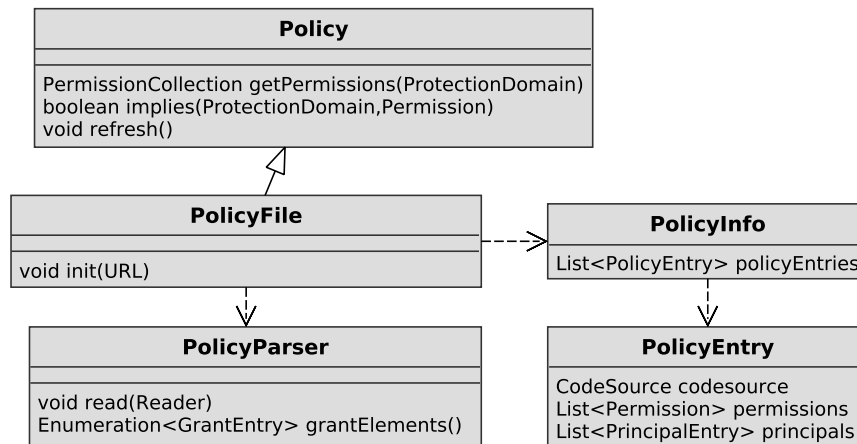 Policy
PermissionCollection getPermissions(ProtectionDomain)
boolean implies(ProtectionDomain,Permission)
void refresh()
PolicyFile
void init(URL)
PolicyInfo
List<PolicyEntry> policyEntries
PolicyParser
void read(Reader)
Enumeration<GrantEntry> grantElements()
PolicyEntry
CodeSource codesource
List<Permission> permissions
List<PrincipalEntry> principals